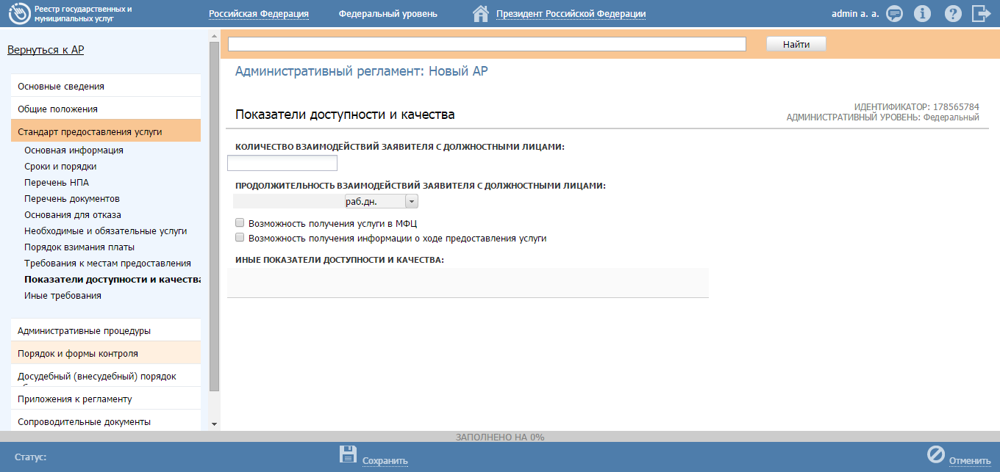 Реестр государственных и
муниципальных услуг
Российская Федерация
Федеральный уровень
Президент Российской Федерации
admin a. a.
Вернуться к АР
Основные сведения
Общие положения
Стандарт предоставления услуги
Основная информация
Сроки и порядки
Перечень НПА
Перечень документов
Основания для отказа
Необходимые и обязательные услуги
Порядок взимания платы
Требования к местам предоставления
Показатели доступности и качества
Иные требования
Административные процедуры
Порядок и формы контроля
Досудебный (внесудебный) порядок
Приложения к регламенту
Сопроводительные документы
Найти
Административный регламент: Новый АР
Показатели доступности и качества
ИДЕНТИФИКАТОР: 178565784
АДМИНИСТРАТИВНЫЙ УРОВЕНЬ: Федеральный
КОЛИЧЕСТВО ВЗАИМОДЕЙСТВИЙ ЗАЯВИТЕЛЯ С ДОЛЖНОСТНЫМИ ЛИЦАМИ:
ПРОДОЛЖИТЕЛЬНОСТЬ ВЗАИМОДЕЙСТВИЙ ЗАЯВИТЕЛЯ С ДОЛЖНОСТНЫМИ ЛИЦАМИ:
раб.дн.
Возможность получения услуги в МФЦ
Возможность получения информации о ходе предоставления услуги
ИНЫЕ ПОКАЗАТЕЛИ ДОСТУПНОСТИ И КАЧЕСТВА:
ЗАПОЛНЕНО НА 0%
Статус:
Сохранить
Отменить